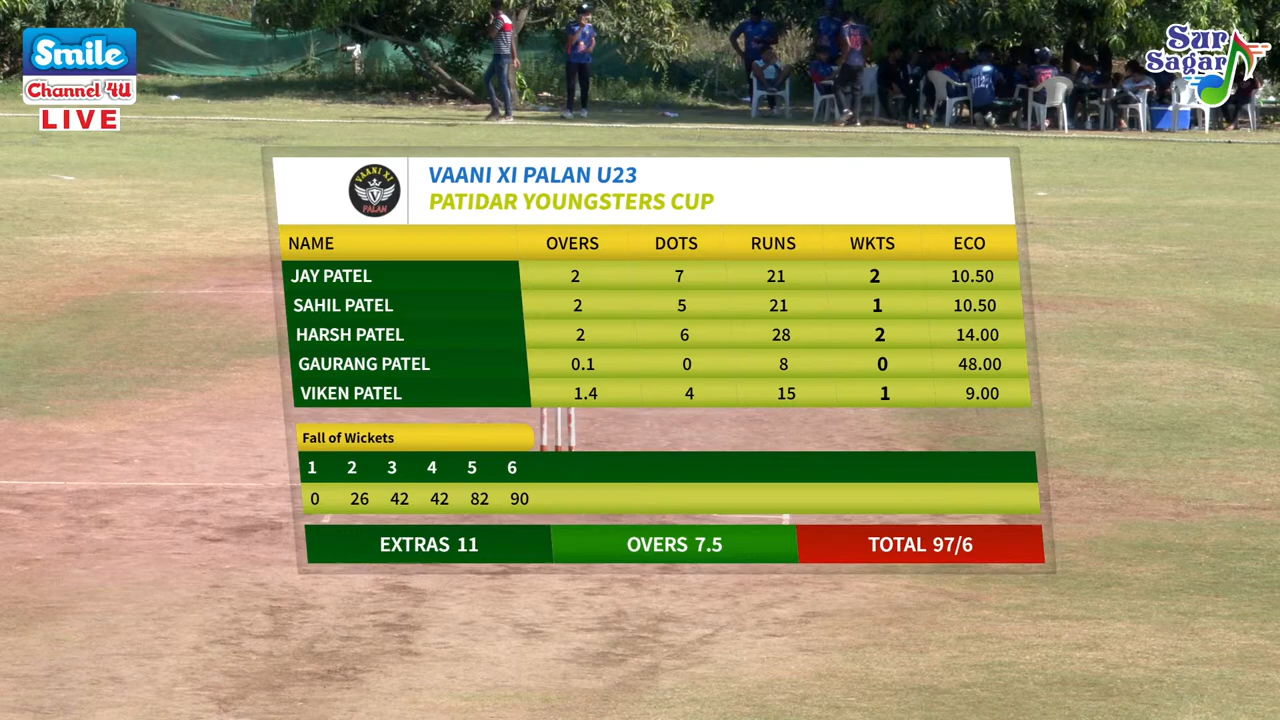 Smile
Channel 4U
LIVE
Sur
Sagar
VAANI XI
PALAN
VAANI XI PALAN U23
PATIDAR YOUNGSTERS CUP
NAME OVERS DOTS RUNS WKTS ECO
JAY PATEL 2 7 21 2 10.50
SAHIL PATEL 2 5 21 1 10.50
HARSH PATEL 2 6 28 2 14.00
GAURANG PATEL 0.1 0 8 0 48.00
VIKEN PATEL 1.4 4 15 1 9.00
Fall of Wickets
1 2 3 4 5 6
0 26 42 42 82 90
EXTRAS 11 OVERS 7.5 TOTAL 97/6